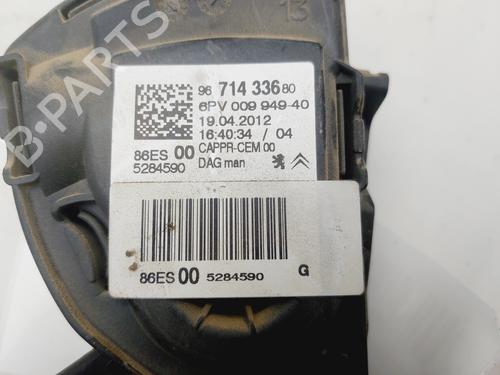 13
96 714 336 80
6PV 009 949-40
19.04.2012
16:40:34 / 04
86ES 00 CAPPR-CEM 00
5284590 DAG man
86ES 00 5284590 G
B-PARTS